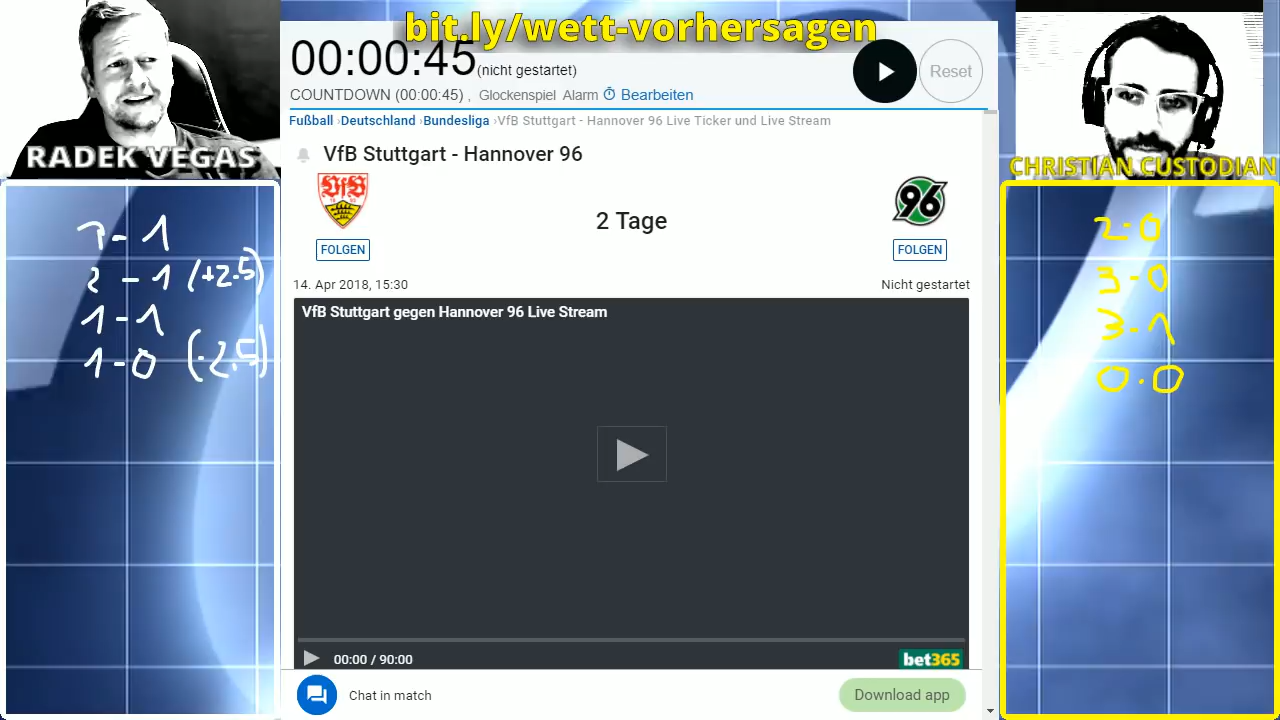 bit.ly/wett-vorhersagen
00:00:45
Reset
COUNTDOWN (00:00:45) , Glockenspiel Alarm Bearbeiten
Fußball ›Deutschland ›Bundesliga ›VfB Stuttgart - Hannover 96 Live Ticker und Live Stream
VfB Stuttgart - Hannover 96
VfB
1893
96
2 Tage
FOLGEN
FOLGEN
14. Apr 2018, 15:30
Nicht gestartet
VfB Stuttgart gegen Hannover 96 Live Stream
00:00 / 90:00
bet365
Chat in match
Download app
RADEK VEGAS
- 1
2 - 1 (+2.5)
1 - 1
1 - 0 (-2.5)
CHRISTIAN CUSTODIAN
2-0
3-0
3-1
0.0